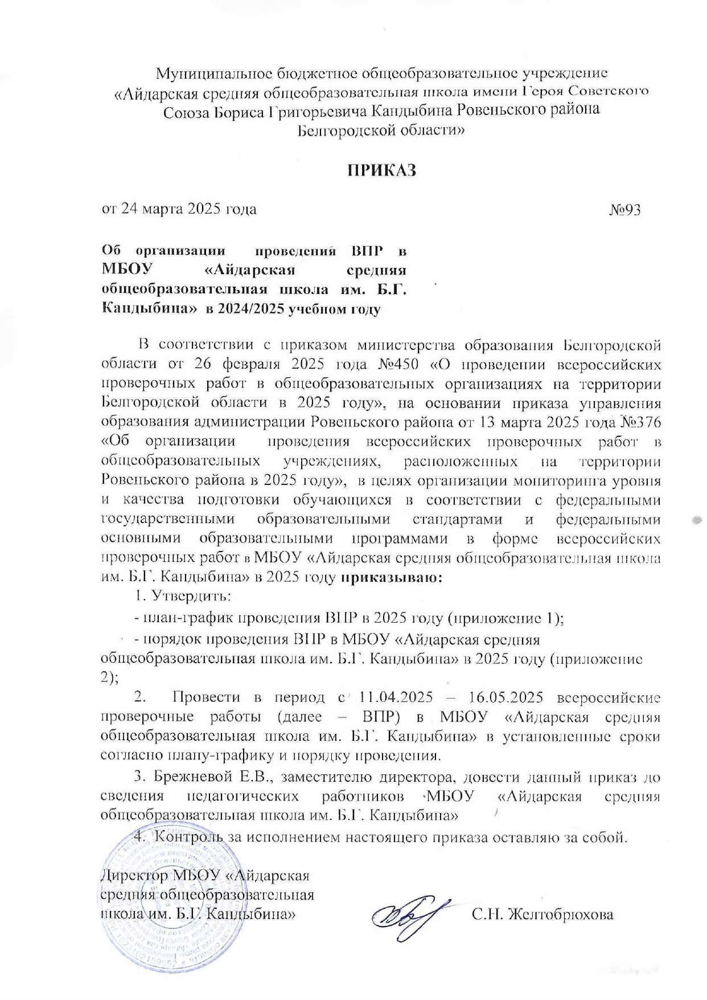 Муниципальное бюджетное общеобразовательное учреждение
«Айдарская средняя общеобразовательная школа имени Героя Советского
Союза Бориса Григорьевича Кандыбина Ровеньского района
Белгородской области»
ПРИКАЗ
от 24 марта 2025 года №93
Об организации проведения ВПР в
МБОУ «Айдарская средняя
общеобразовательная школа им. Б.Г.
Кандыбина» в 2024/2025 учебном году
В соответствии с приказом министерства образования Белгородской
области от 26 февраля 2025 года №450 «О проведении всероссийских
проверочных работ в общеобразовательных организациях на территории
Белгородской области в 2025 году», на основании приказа управления
образования администрации Ровеньского района от 13 марта 2025 года №376
«Об организации проведения всероссийских проверочных работ в
общеобразовательных учреждениях, расположенных на территории
Ровеньского района в 2025 году», в целях организации мониторинга уровня
и качества подготовки обучающихся в соответствии с федеральными
государственными образовательными стандартами и федеральными
основными образовательными программами в форме всероссийских
проверочных работ в МБОУ «Айдарская средняя общеобразовательная школа
им. Б.Г. Кандыбина» в 2025 году приказываю:
1. Утвердить:
- план-график проведения ВПР в 2025 году (приложение 1);
- порядок проведения ВПР в МБОУ «Айдарская средняя
общеобразовательная школа им. Б.Г. Кандыбина» в 2025 году (приложение
2);
2. Провести в период с 11.04.2025 – 16.05.2025 всероссийские
проверочные работы (далее – ВПР) в МБОУ «Айдарская средняя
общеобразовательная школа им. Б.Г. Кандыбина» в установленные сроки
согласно плану-графику и порядку проведения.
3. Брежневой Е.В., заместителю директора, довести данный приказ до
сведения педагогических работников МБОУ «Айдарская средняя
общеобразовательная школа им. Б.Г. Кандыбина»
4. Контроль за исполнением настоящего приказа оставляю за собой.
Директор МБОУ «Айдарская
средняя общеобразовательная
школа им. Б.Г. Кандыбина» С.Н. Желтобрюхова